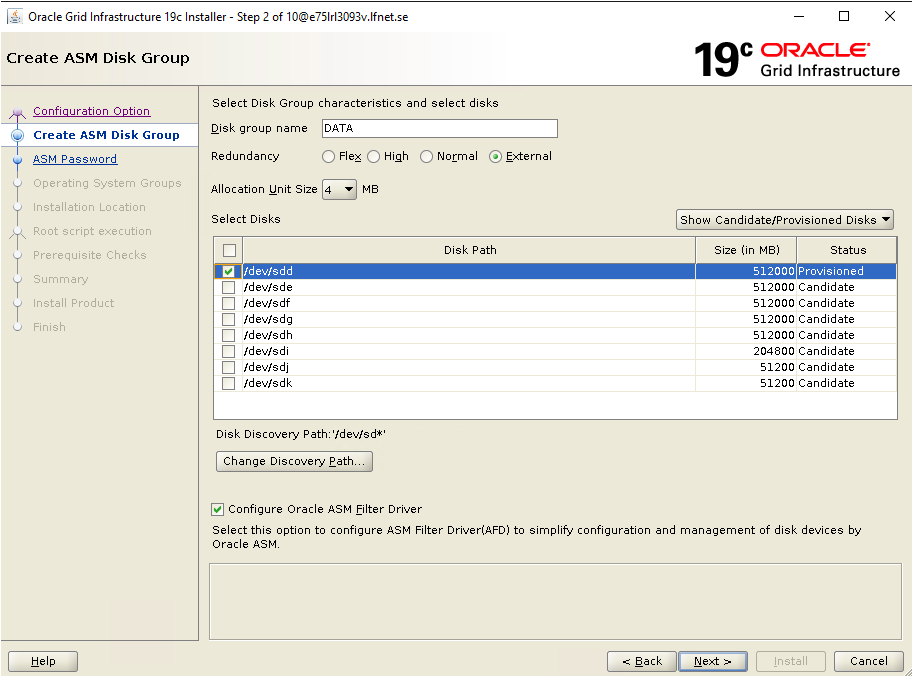 Oracle Grid Infrastructure 19c Installer - Step 2 of 10@e75lrl3093v.lfnet.se
Create ASM Disk Group
19c ORACLE
Grid Infrastructure
Configuration Option
Create ASM Disk Group
ASM Password
Operating System Groups
Installation Location
Root script execution
Prerequisite Checks
Summary
Install Product
Finish
Select Disk Group characteristics and select disks
Disk group name DATA
Redundancy Flex High Normal External
Allocation Unit Size 4 MB
Select Disks Show Candidate/Provisioned Disks
Disk Path Size (in MB) Status
/dev/sdd 512000 Provisioned
/dev/sde 512000 Candidate
/dev/sdf 512000 Candidate
/dev/sdg 512000 Candidate
/dev/sdh 512000 Candidate
/dev/sdi 204800 Candidate
/dev/sdj 51200 Candidate
/dev/sdk 51200 Candidate
Disk Discovery Path:'/dev/sd*'
Change Discovery Path...
Configure Oracle ASM Filter Driver
Select this option to configure ASM Filter Driver(AFD) to simplify configuration and management of disk devices by
Oracle ASM.
Help < Back Next > Install Cancel